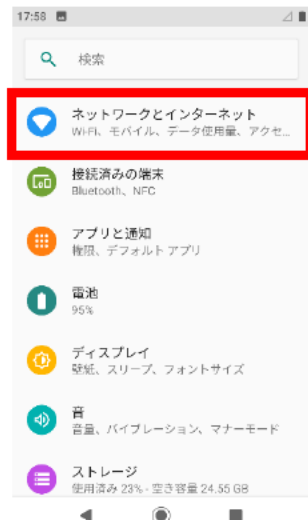 17:58
検索
ネットワークとインターネット
Wi-Fi、モバイル、データ使用量、アクセ...
接続済みの端末
Bluetooth、NFC
アプリと通知
権限、デフォルト アプリ
電池
95%
ディスプレイ
壁紙、スリープ、フォントサイズ
音
音量、バイブレーション、マナーモード
ストレージ
使用済み 23% - 空き容量 24.55 GB